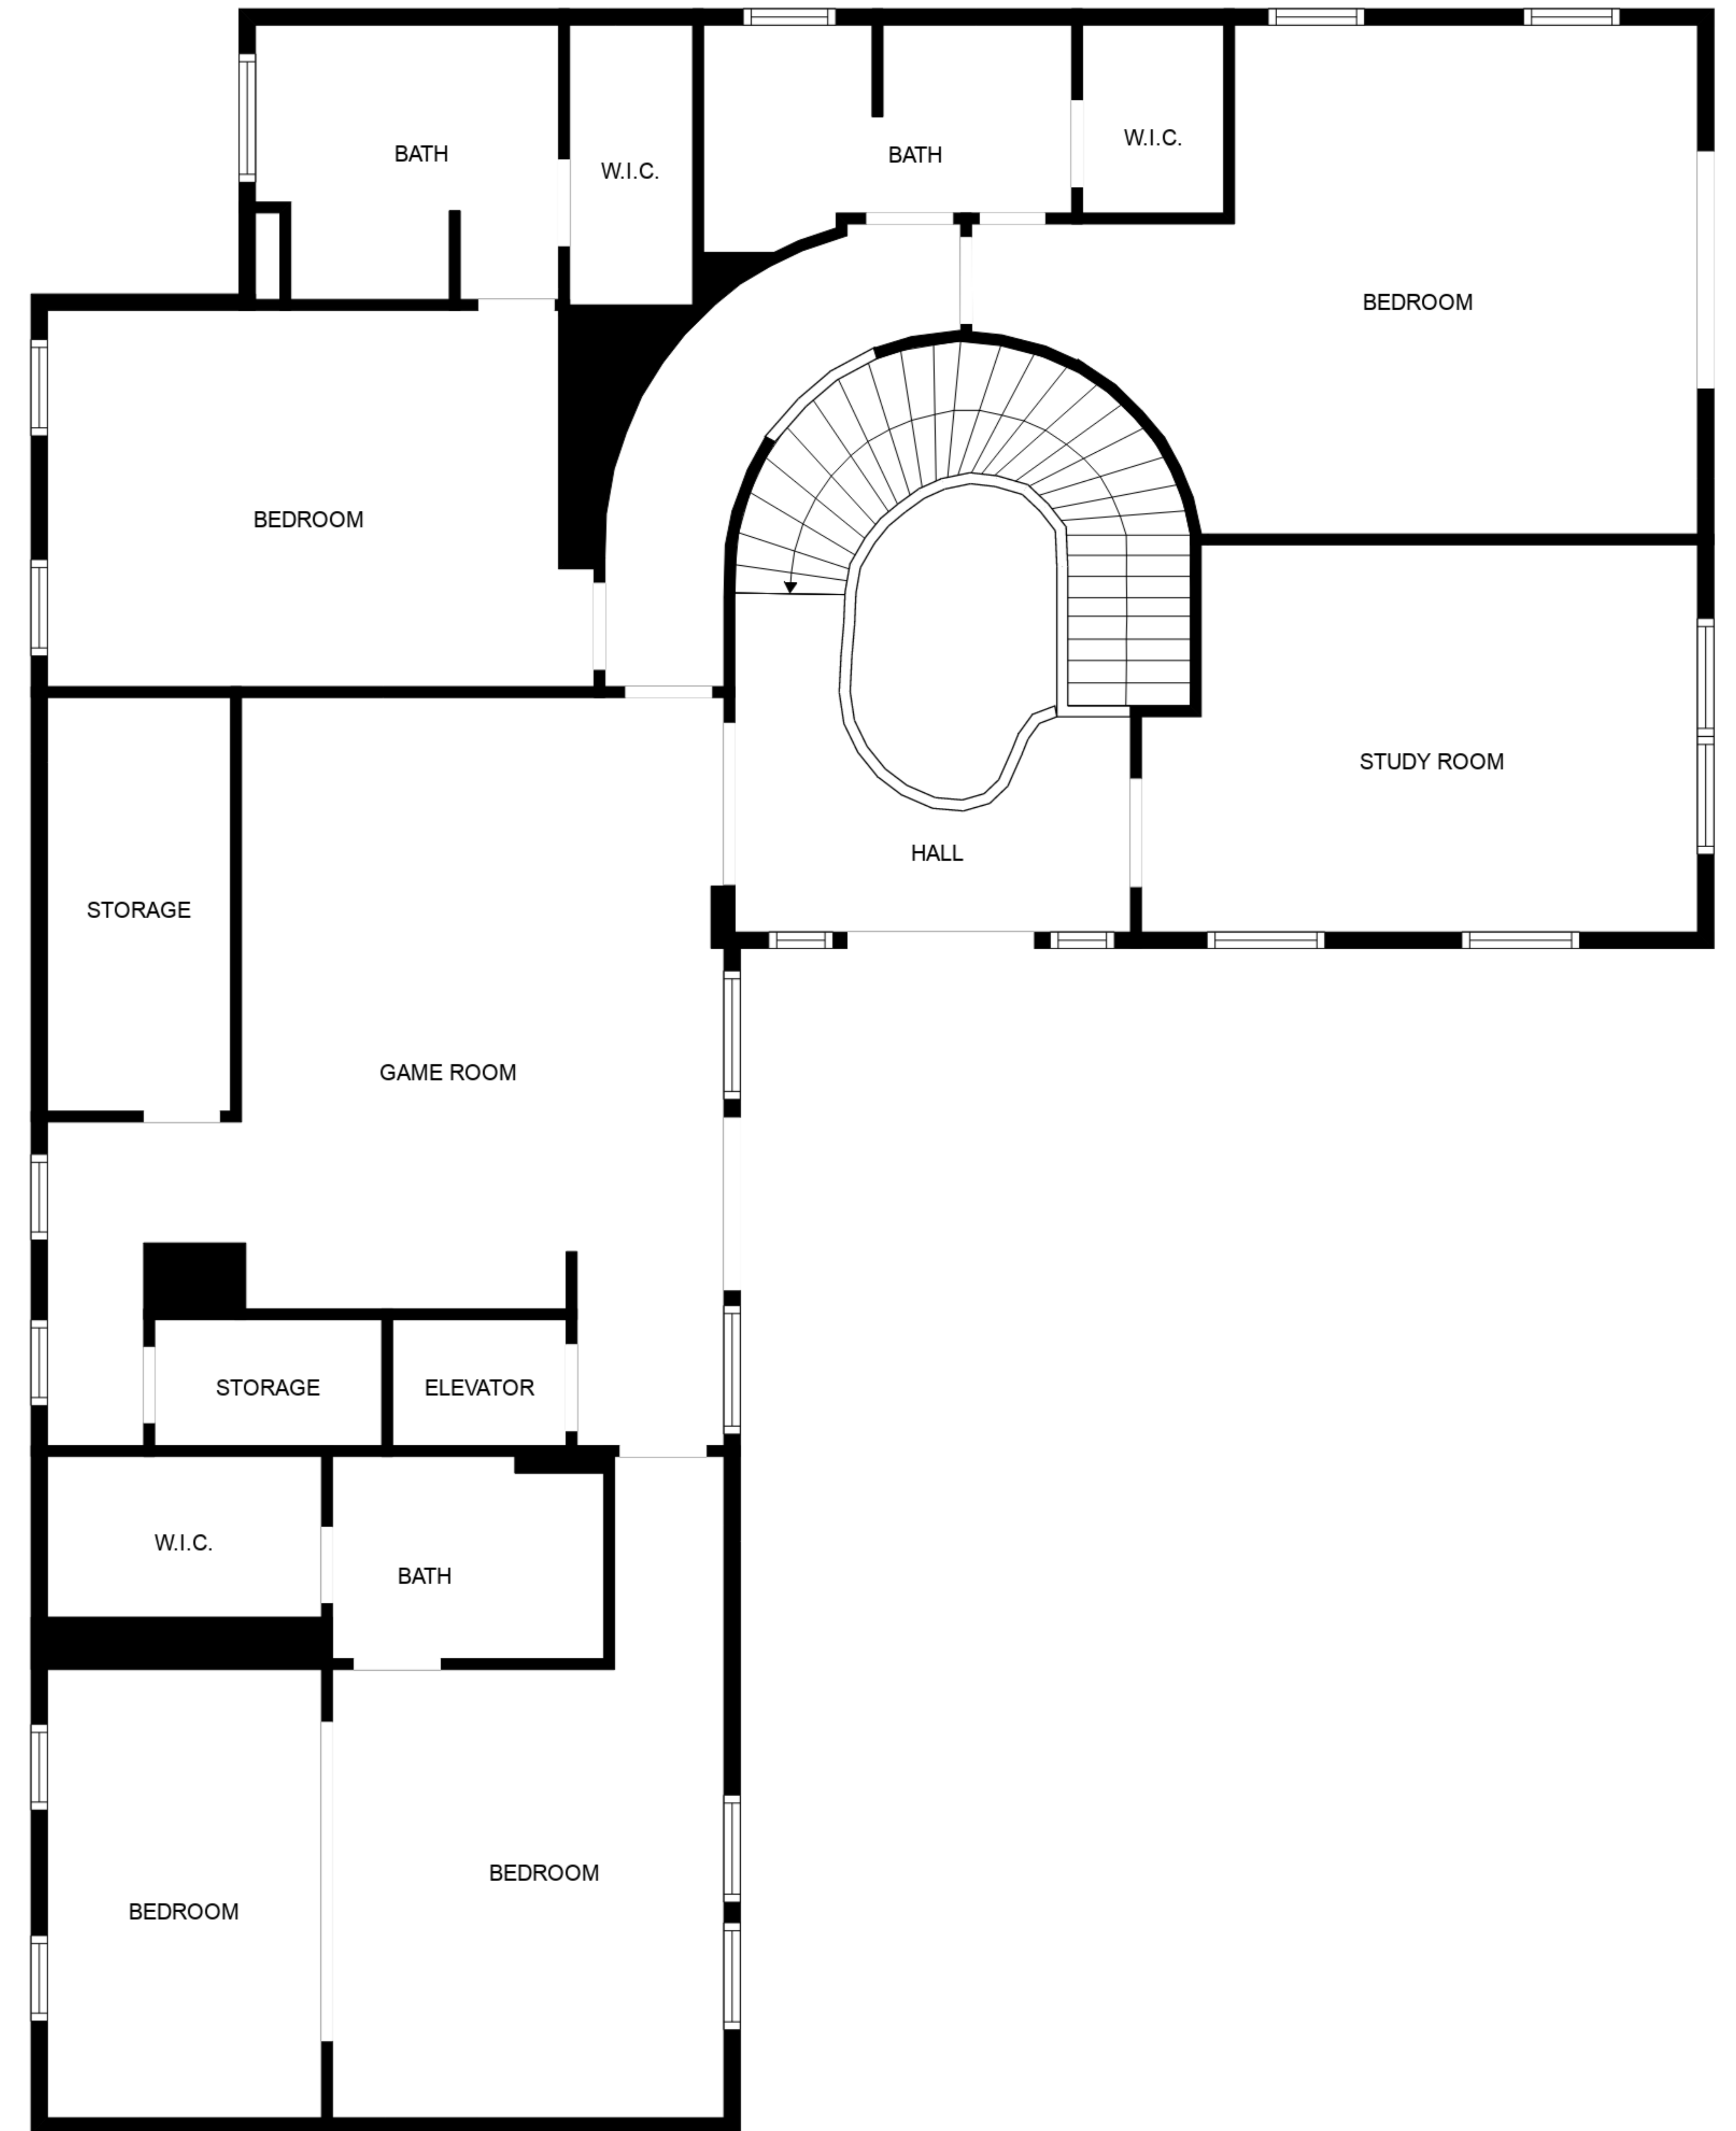 BATH
W.I.C.
BATH
W.I.C.
BEDROOM
BEDROOM
STUDY ROOM
HALL
STORAGE
GAME ROOM
STORAGE
ELEVATOR
W.I.C.
BATH
BEDROOM
BEDROOM